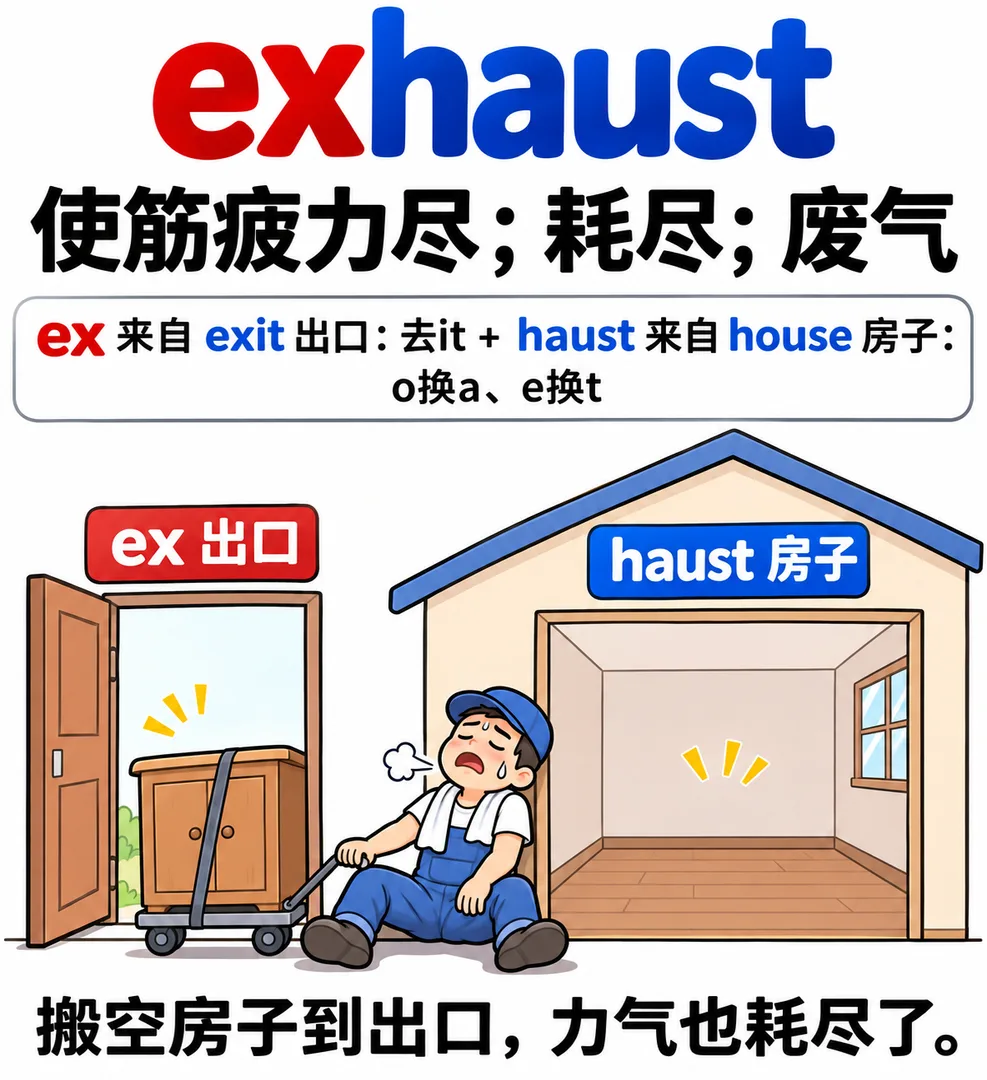 exhaust
使筋疲力尽；耗尽；废气
ex 来自 exit 出口：去it + haust 来自 house 房子：
o换a、e换t
ex 出口
haust 房子
搬空房子到出口，力气也耗尽了。